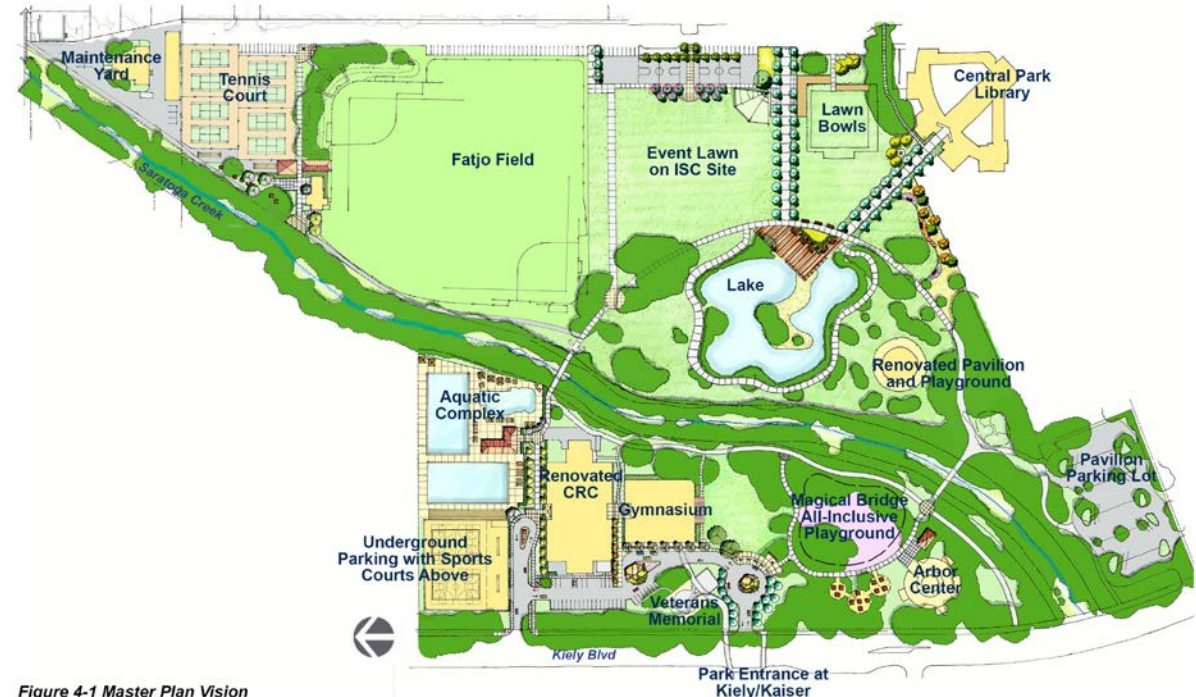 Maintenance
Yard
Tennis
Court
Saratoga Creek
Fatjo Field
Event Lawn
on ISC Site
Lawn
Bowls
Central Park
Library
Lake
Renovated Pavilion
and Playground
Aquatic
Complex
Renovated
CRC
Gymnasium
Magical Bridge
All-Inclusive
Playground
Pavilion
Parking Lot
Underground
Parking with Sports
Courts Above
Veterans
Memorial
Arbor
Center
Kiely Blvd
Park Entrance at
Kiely/Kaiser
Figure 4-1 Master Plan Vision